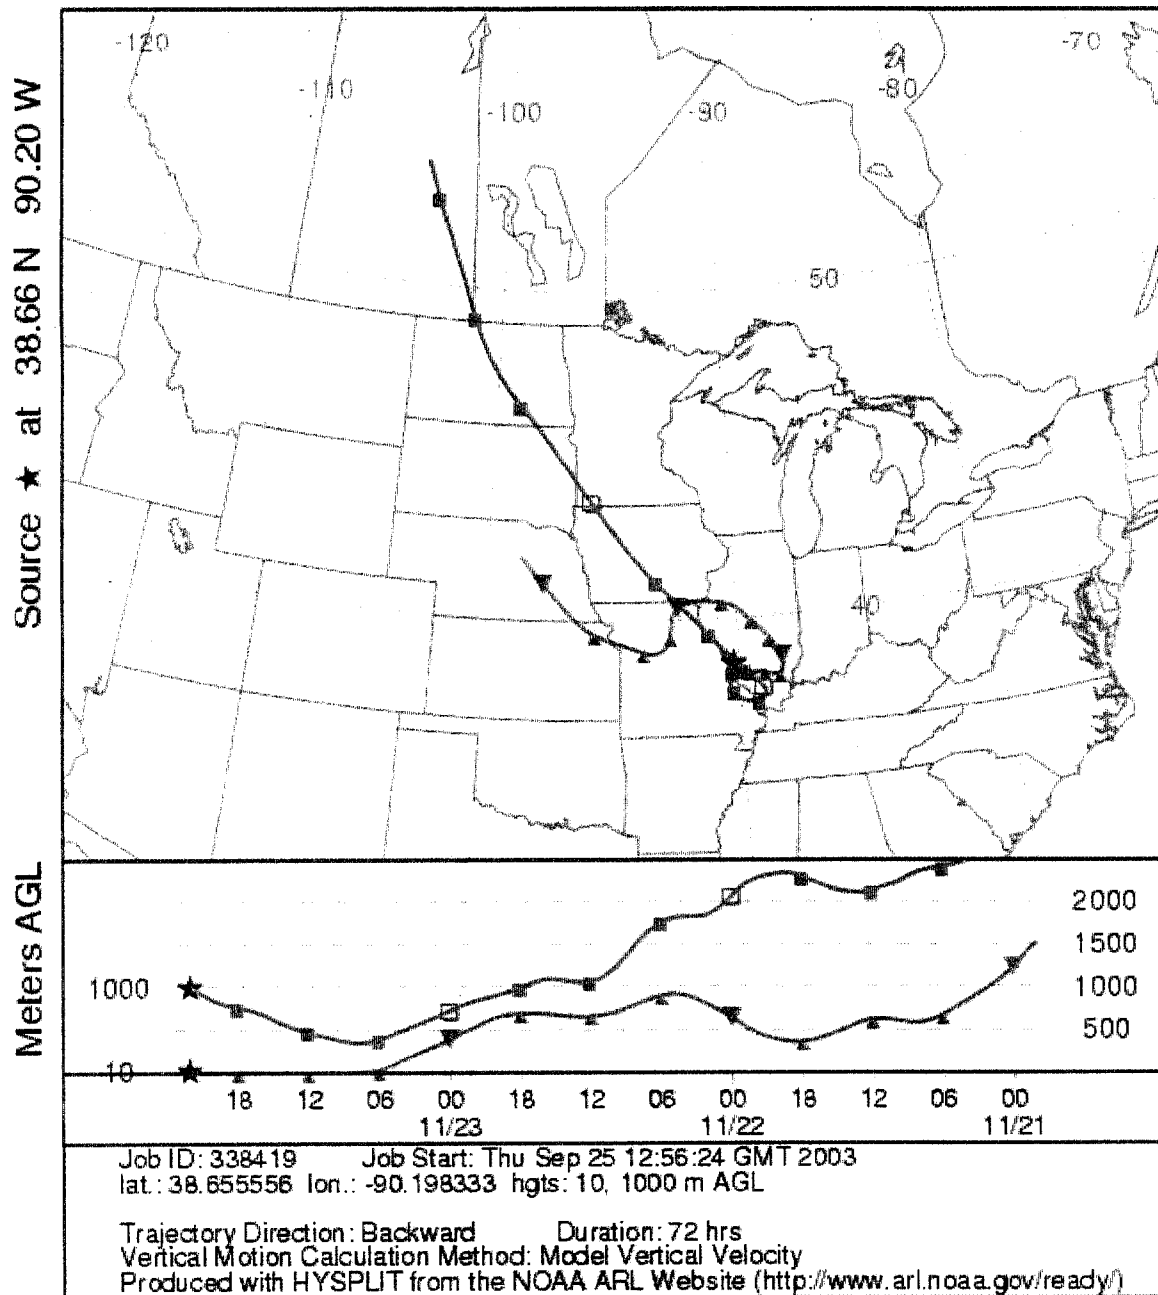 Source ★ at 38.66 N 90.20 W
-120
-110
-100
-90
-80
-70
50
40
Meters AGL
1000
10
2000
1500
1000
500
18 12 06 00 18 12 06 00 18 12 06 00
11/23 11/22 11/21
Job ID: 338419 Job Start: Thu Sep 25 12:56:24 GMT 2003
lat.: 38.655556 lon.: -90.198333 hgts: 10, 1000 m AGL
Trajectory Direction: Backward Duration: 72 hrs
Vertical Motion Calculation Method: Model Vertical Velocity
Produced with HYSPLIT from the NOAA ARL Website (http://www.arl.noaa.gov/ready/)